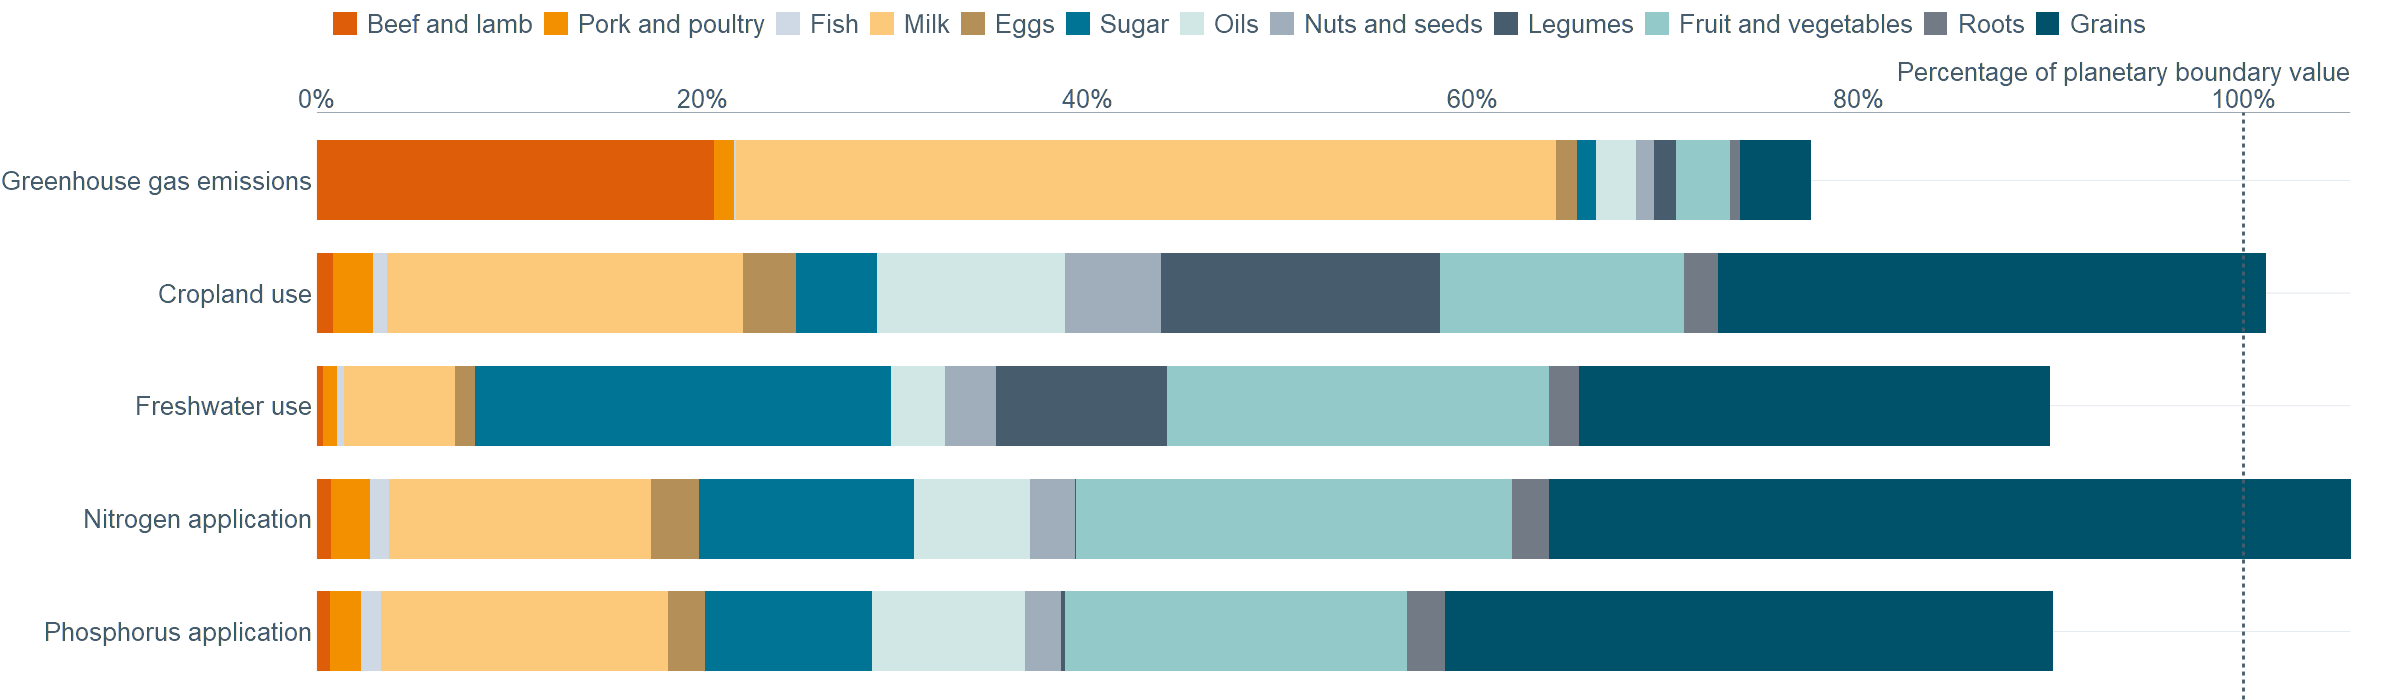 Beef and lamb Pork and poultry Fish Milk Eggs Sugar Oils Nuts and seeds Legumes Fruit and vegetables Roots Grains
Percentage of planetary boundary value
0% 20% 40% 60% 80% 100%
Greenhouse gas emissions
Cropland use
Freshwater use
Nitrogen application
Phosphorus application